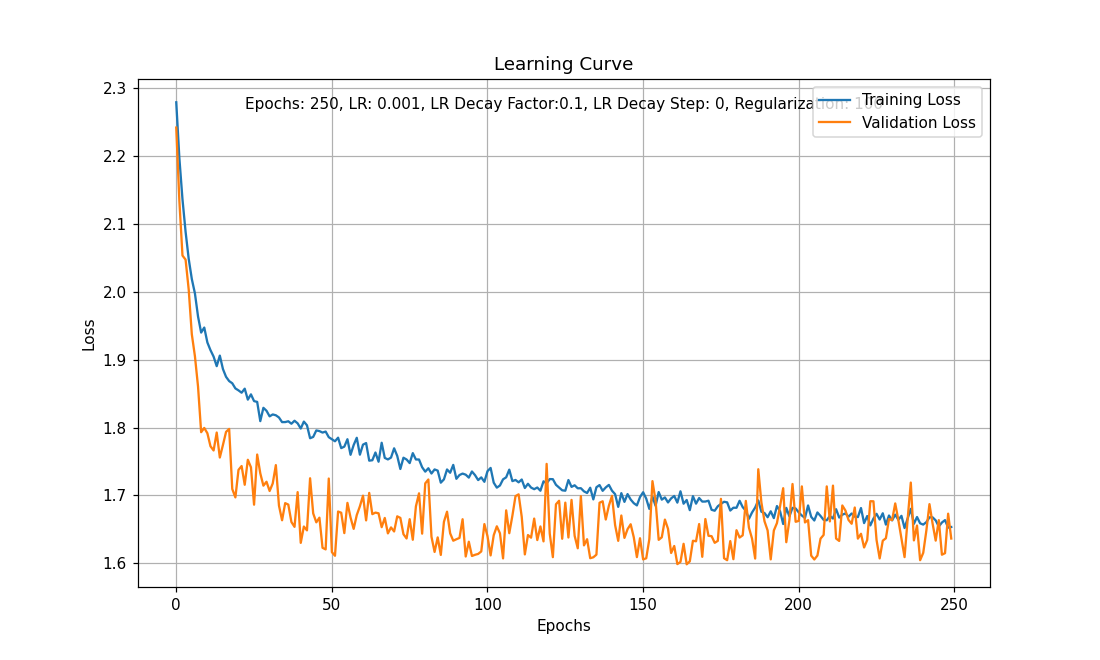 Learning Curve
Epochs: 250, LR: 0.001, LR Decay Factor:0.1, LR Decay Step: 0, Regularization:
Training Loss
Validation Loss
2.3
2.2
2.1
2.0
1.9
1.8
1.7
1.6
Loss
0 50 100 150 200 250
Epochs